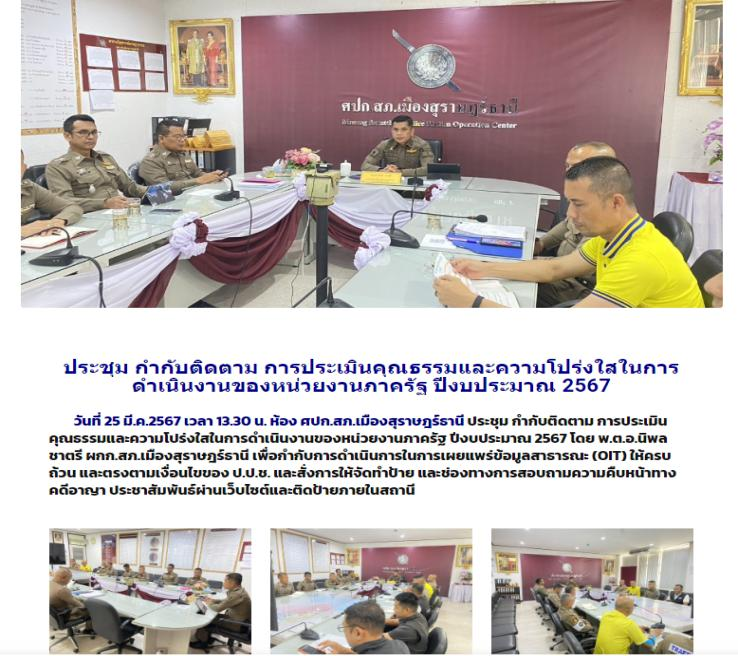 ศปก.สภ.เมืองสุราษฎร์ธานี
ประชุม กำกับติดตาม การประเมินคุณธรรมและความโปร่งใสในการ
ดำเนินงานของหน่วยงานภาครัฐ ปีงบประมาณ 2567
วันที่ 25 มี.ค.2567 เวลา 13.30 น. ห้อง ศปก.สภ.เมืองสุราษฎร์ธานี ประชุม กำกับติดตาม การประเมิน
คุณธรรมและความโปร่งใสในการดำเนินงานของหน่วยงานภาครัฐ ปีงบประมาณ 2567 โดย พ.ต.อ.นิพล
ชาตรี ผกก.สภ.เมืองสุราษฎร์ธานี เพื่อกำกับการดำเนินการในการเผยแพร่ข้อมูลสาธารณะ (OIT) ให้ครบ
ถ้วน และตรงตามเงื่อนไขของ ป.ป.ช. และสั่งการให้จัดทำป้าย และช่องทางการสอบถามความคืบหน้าทาง
คดีอาญา ประชาสัมพันธ์ผ่านเว็บไซต์และติดป้ายภายในสถานี